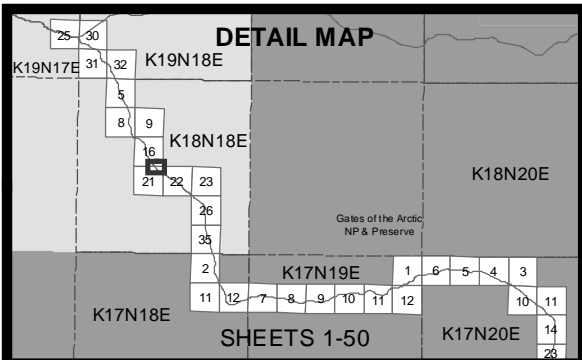 DETAIL MAP
25 30
K19N17E 31 32 K19N18E
5
8 9
K18N18E
16
21 22 23 K18N20E
26
Gates of the Arctic
NP & Preserve
35
2 K17N19E 1 6 5 4 3
11 12 7 8 9 10 11 12 10 11
K17N18E
14
SHEETS 1-50 K17N20E
23